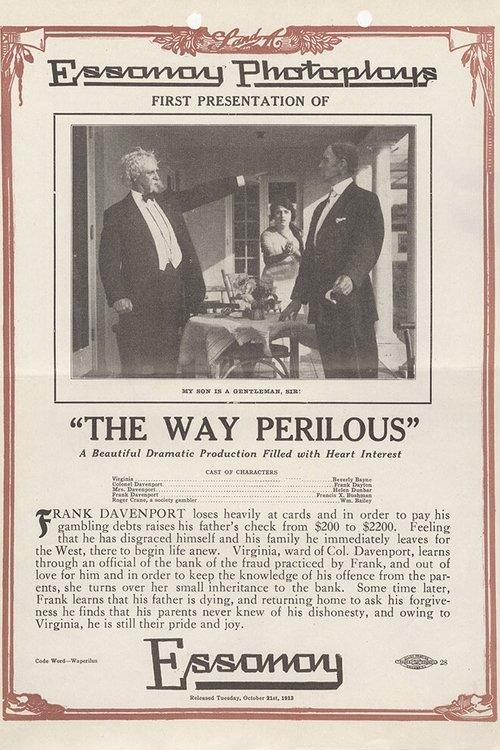 Essanay Photoplays
FIRST PRESENTATION OF
MY SON IS A GENTLEMAN, SIR!
"THE WAY PERILOUS"
A Beautiful Dramatic Production Filled with Heart Interest
CAST OF CHARACTERS
Virginia Beverly Bayne
Colonel Davenport Frank Dayton
Mrs. Davenport Helen Dunbar
Frank Davenport Francis X. Bushman
Roger Crane, a society gambler Wm. Bailey
FRANK DAVENPORT loses heavily at cards and in order to pay his
gambling debts raises his father's check from $200 to $2200. Feeling
that he has disgraced himself and his family he immediately leaves for
the West, there to begin life anew. Virginia, ward of Col. Davenport, learns
through an official of the bank of the fraud practiced by Frank, and out of
love for him and in order to keep the knowledge of his offence from the par-
ents, she turns over her small inheritance to the bank. Some time later,
Frank learns that his father is dying, and returning home to ask his forgive-
ness he finds that his parents never knew of his dishonesty, and owing to
Virginia, he is still their pride and joy.
Code Word—Waperilus
Essanay
28
Released Tuesday, October 21st, 1913